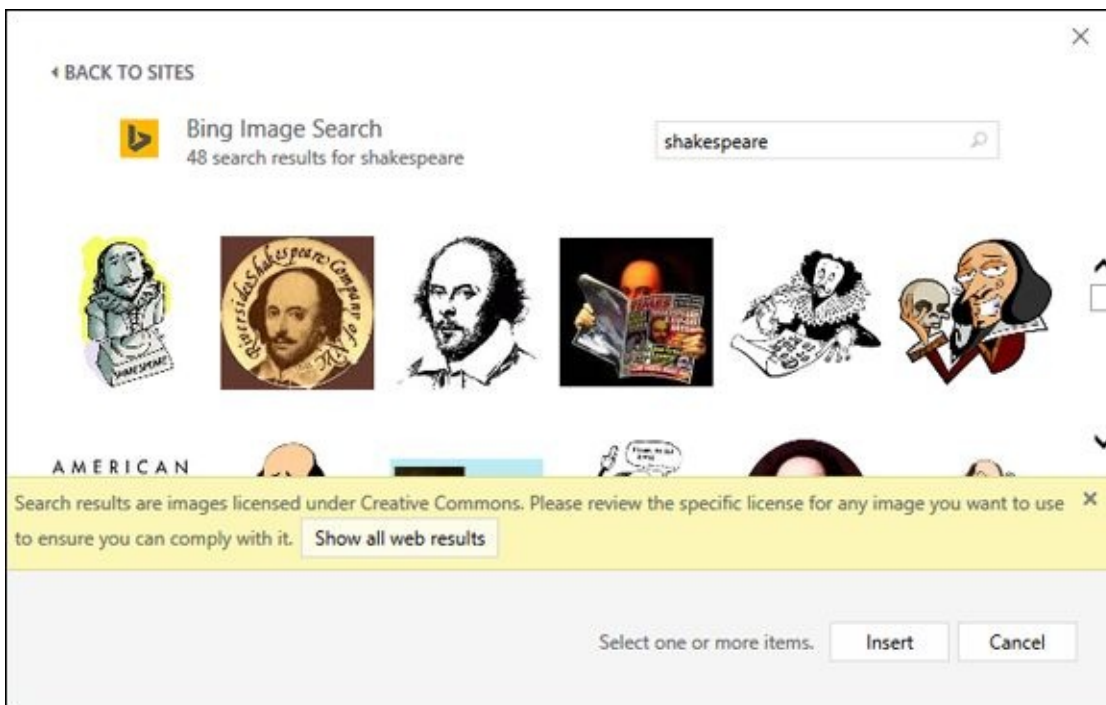 BACK TO SITES
Bing Image Search
48 search results for shakespeare
shakespeare
Riverside Shakespeare Company of NYC
SHAKESPEARE
AMERICAN
Search results are images licensed under Creative Commons. Please review the specific license for any image you want to use
to ensure you can comply with it. Show all web results
Select one or more items. Insert Cancel